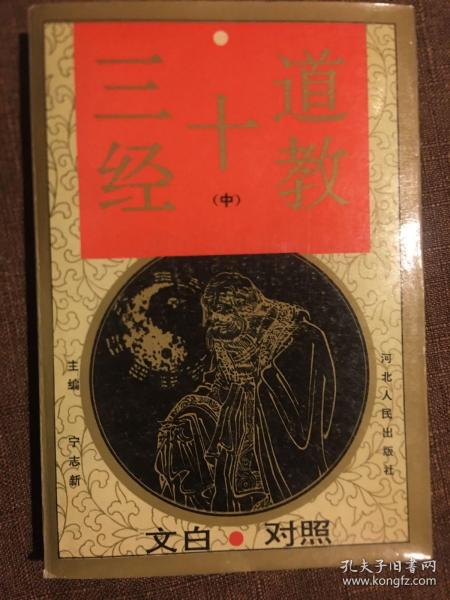 道教
十
三经
（中）
主编 宁志新
河北人民出版社
文白·对照
孔夫子旧书网
www.kongfz.com